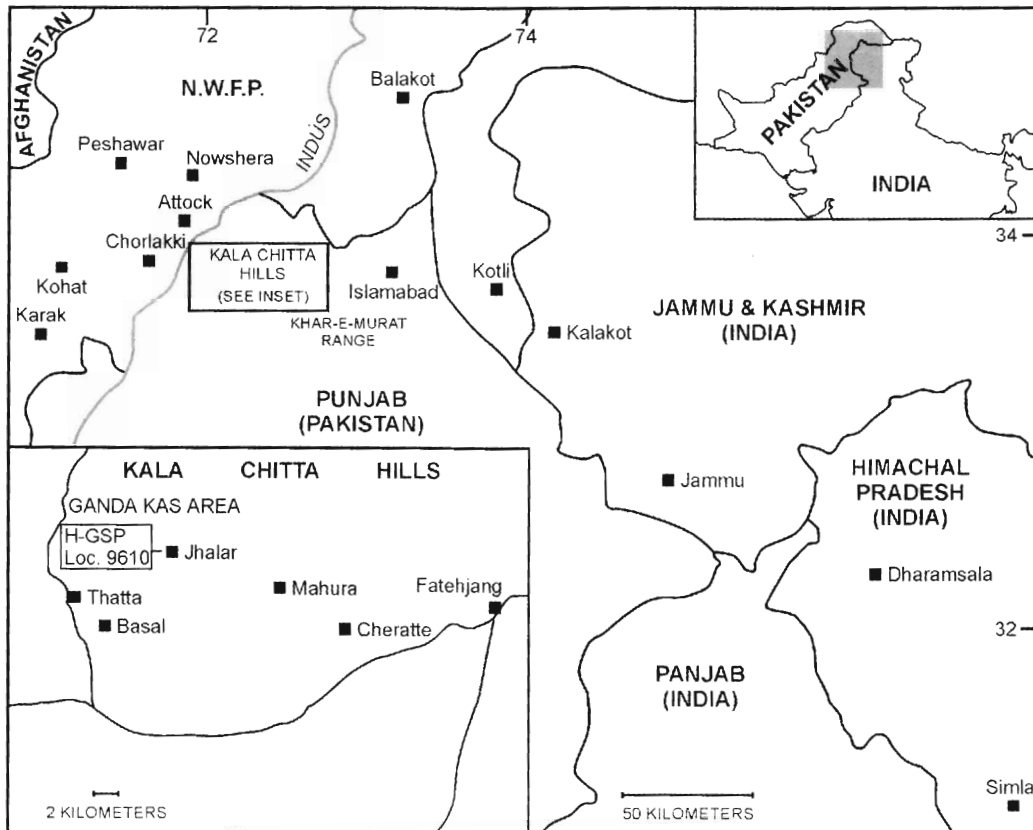 72
74
AFGHANISTAN
N.W.F.P.
Balakot
INDUS
Peshawar
Nowshera
Attock
Chorlakki
Kohat
Karak
KALA CHITTA
HILLS
(SEE INSET)
Islamabad
KHAR-E-MURAT
RANGE
Kotli
Kalakot
PUNJAB
(PAKISTAN)
PAKISTAN
INDIA
34
JAMMU & KASHMIR
(INDIA)
Jammu
HIMACHAL
PRADESH
(INDIA)
Dharamsala
32
PANJAB
(INDIA)
Simla
50 KILOMETERS
KALA CHITTA HILLS
GANDA KAS AREA
H-GSP
Loc. 9610
Jhalar
Thatta
Basal
Mahura
Fatehjang
Cheratte
2 KILOMETERS